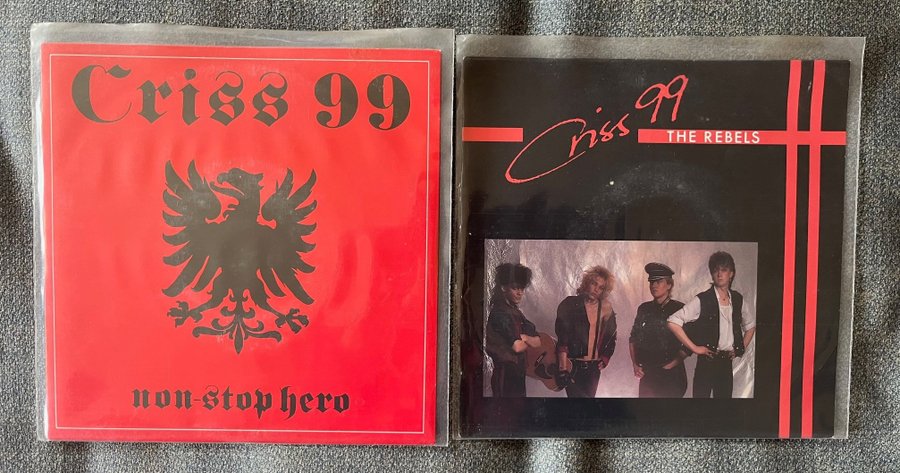 Criss 99
non-stop hero
Criss 99
THE REBELS